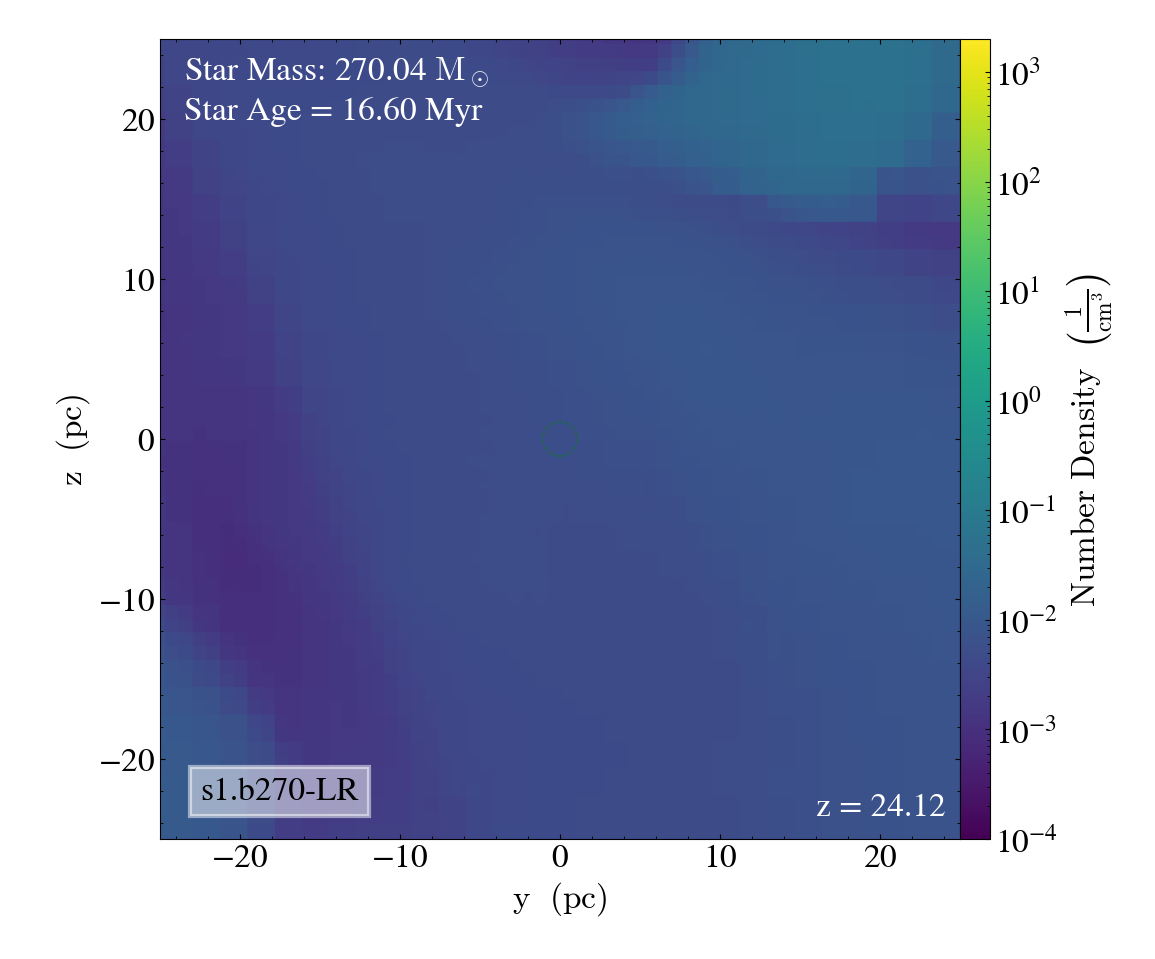 Star Mass: 270.04 M☉
Star Age = 16.60 Myr
20
10
0
−10
−20
z (pc)
s1.b270-LR
z = 24.12
−20
−10
0
10
20
y (pc)
10³
10²
10¹
10⁰
10⁻¹
10⁻²
10⁻³
10⁻⁴
Number Density (1/cm³)